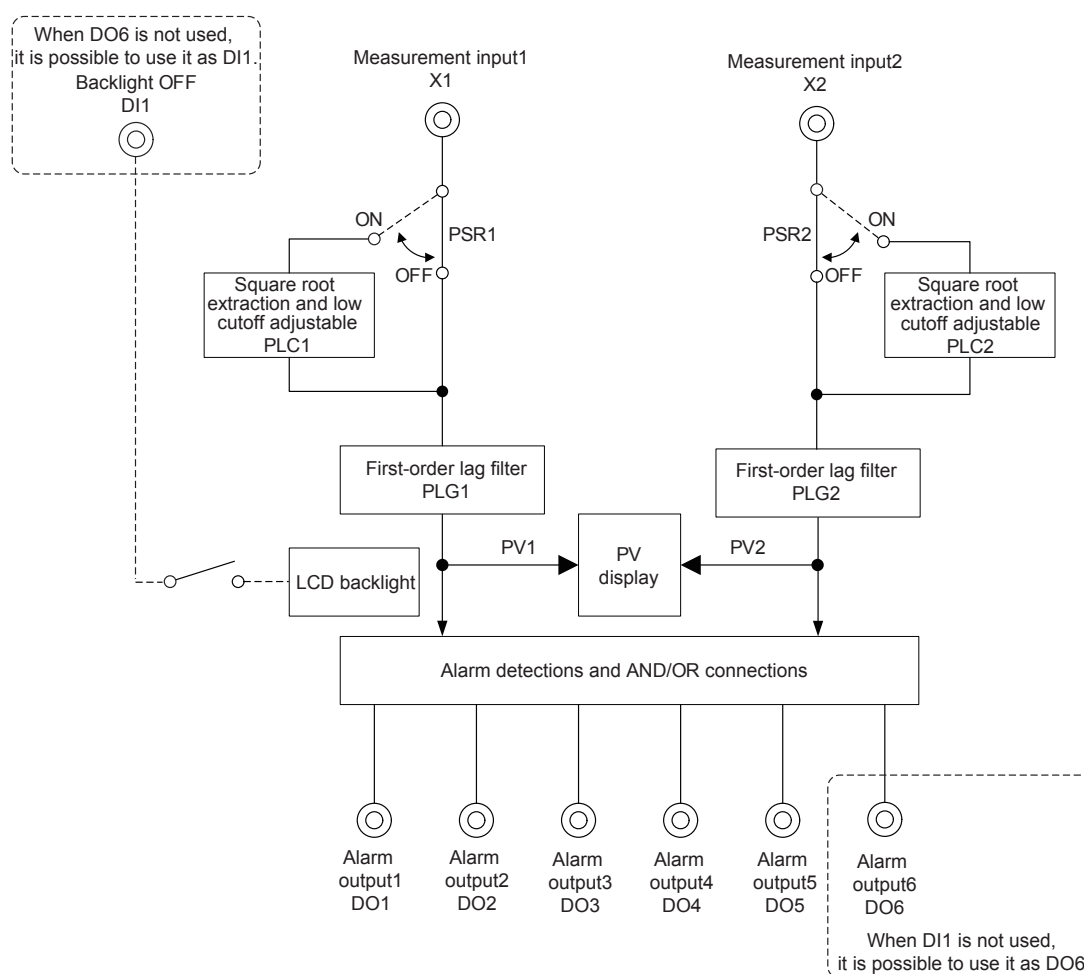 When DO6 is not used,
it is possible to use it as DI1.
Backlight OFF
DI1
Measurement input1
X1
Measurement input2
X2
ON
PSR1
OFF
Square root
extraction and low
cutoff adjustable
PLC1
PSR2
ON
OFF
Square root
extraction and low
cutoff adjustable
PLC2
First-order lag filter
PLG1
First-order lag filter
PLG2
LCD backlight
PV1
PV
display
PV2
Alarm detections and AND/OR connections
Alarm
output1
DO1
Alarm
output2
DO2
Alarm
output3
DO3
Alarm
output4
DO4
Alarm
output5
DO5
Alarm
output6
DO6
When DI1 is not used,
it is possible to use it as DO6